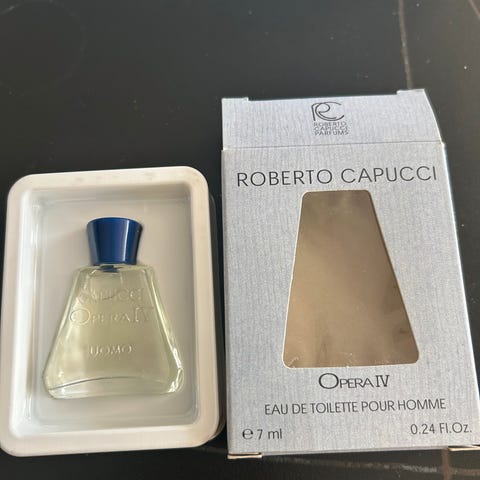 CAPUCCI
OPERA IV
UOMO
RC
ROBERTO
CAPUCCI
PARFUMS
ROBERTO CAPUCCI
OPERA IV
EAU DE TOILETTE POUR HOMME
℮ 7 ml 0.24 Fl.Oz.